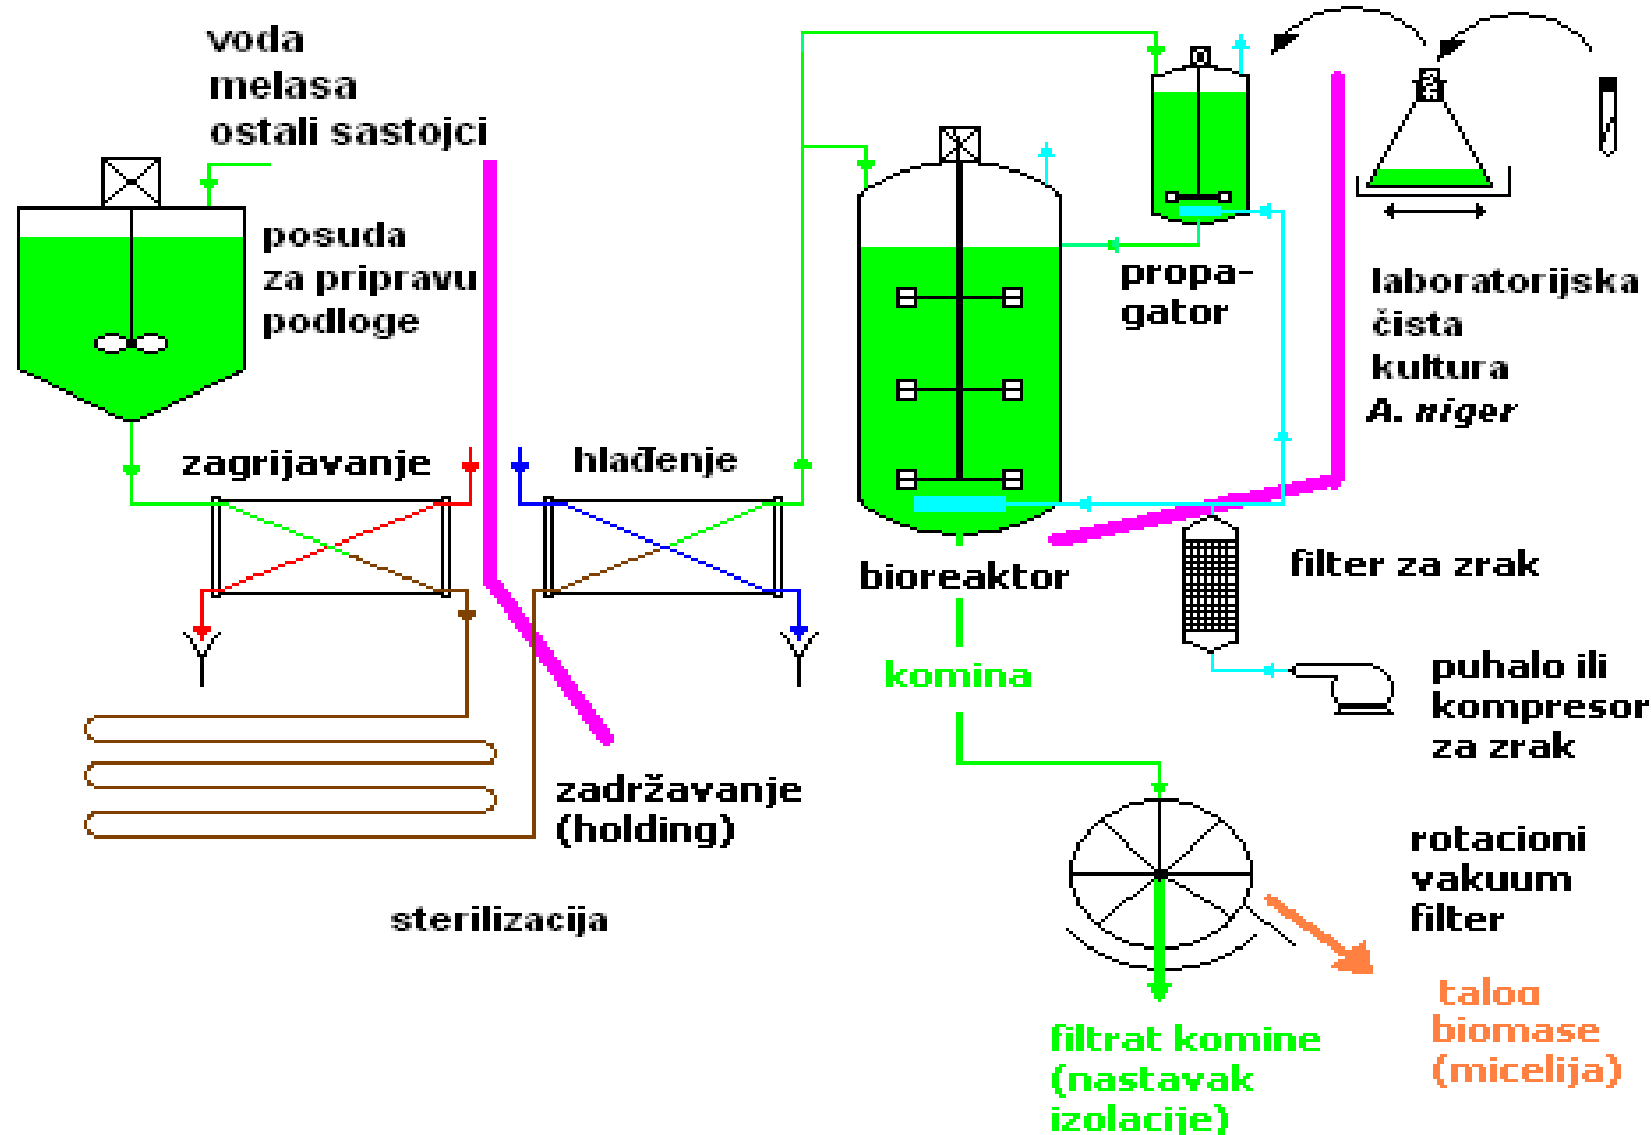 voda
melasa
ostali sastojci
posuda
za pripravu
podloge
zagrijavanje
hlađenje
propa-
gator
laboratorijska
čista
kultura
A. niger
bioreaktor
filter za zrak
komina
puhalo ili
kompresor
za zrak
zadržavanje
(holding)
sterilizacija
rotacioni
vakuum
filter
talog
biomase
(micelija)
filtrat komine
(nastavak
izolacije)